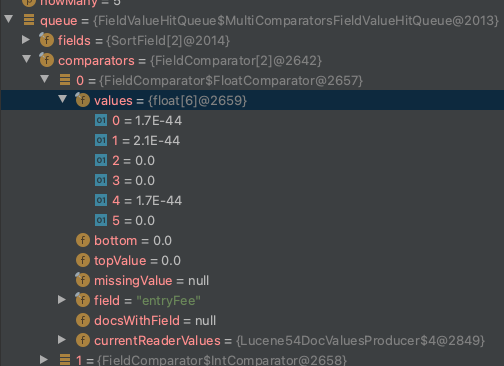 howMany = 5
queue = {FieldValueHitQueue$MultiComparatorsFieldValueHitQueue@2013}
fields = {SortField[2]@2014}
comparators = {FieldComparator[2]@2642}
0 = {FieldComparator$FloatComparator@2657}
values = {float[6]@2659}
0 = 1.7E-44
1 = 2.1E-44
2 = 0.0
3 = 0.0
4 = 1.7E-44
5 = 0.0
bottom = 0.0
topValue = 0.0
missingValue = null
field = "entryFee"
docsWithField = null
currentReaderValues = {Lucene54DocValuesProducer$4@2849}
1 = {FieldComparator$IntComparator@2658}